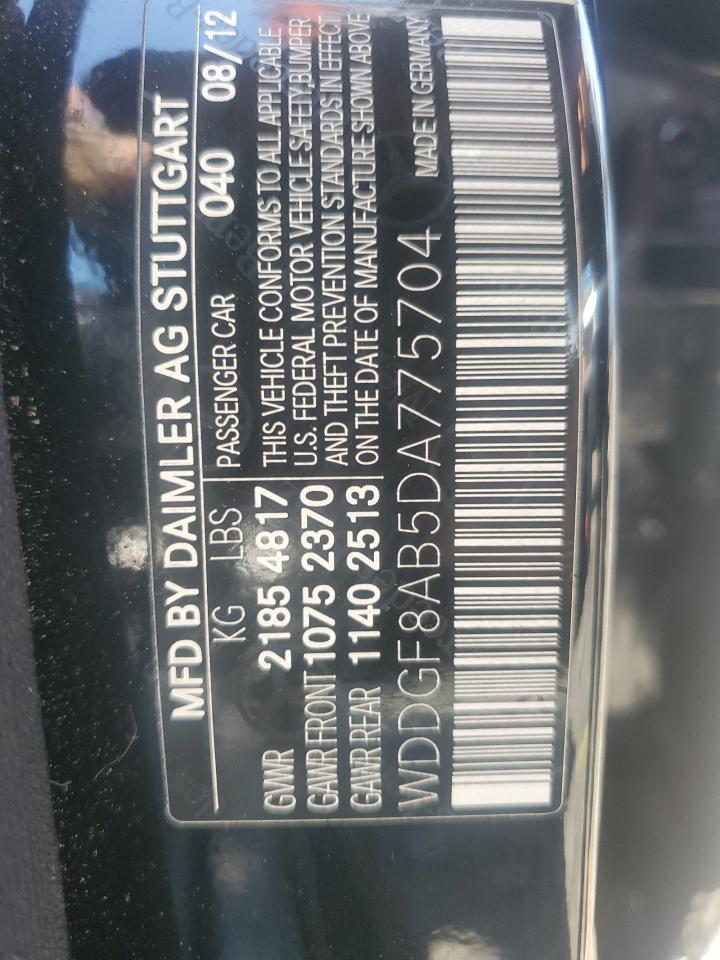 MFD BY DAIMLER AG STUTTGART
KG LBS PASSENGER CAR 040 08/12
GWR 2185 4817 THIS VEHICLE CONFORMS TO ALL APPLICABLE
GAWR FRONT 1075 2370 U.S. FEDERAL MOTOR VEHICLE SAFETY, BUMPER
GAWR REAR 1140 2513 AND THEFT PREVENTION STANDARDS IN EFFECT
ON THE DATE OF MANUFACTURE SHOWN ABOVE
WDDGF8AB5DA775704 MADE IN GERMANY